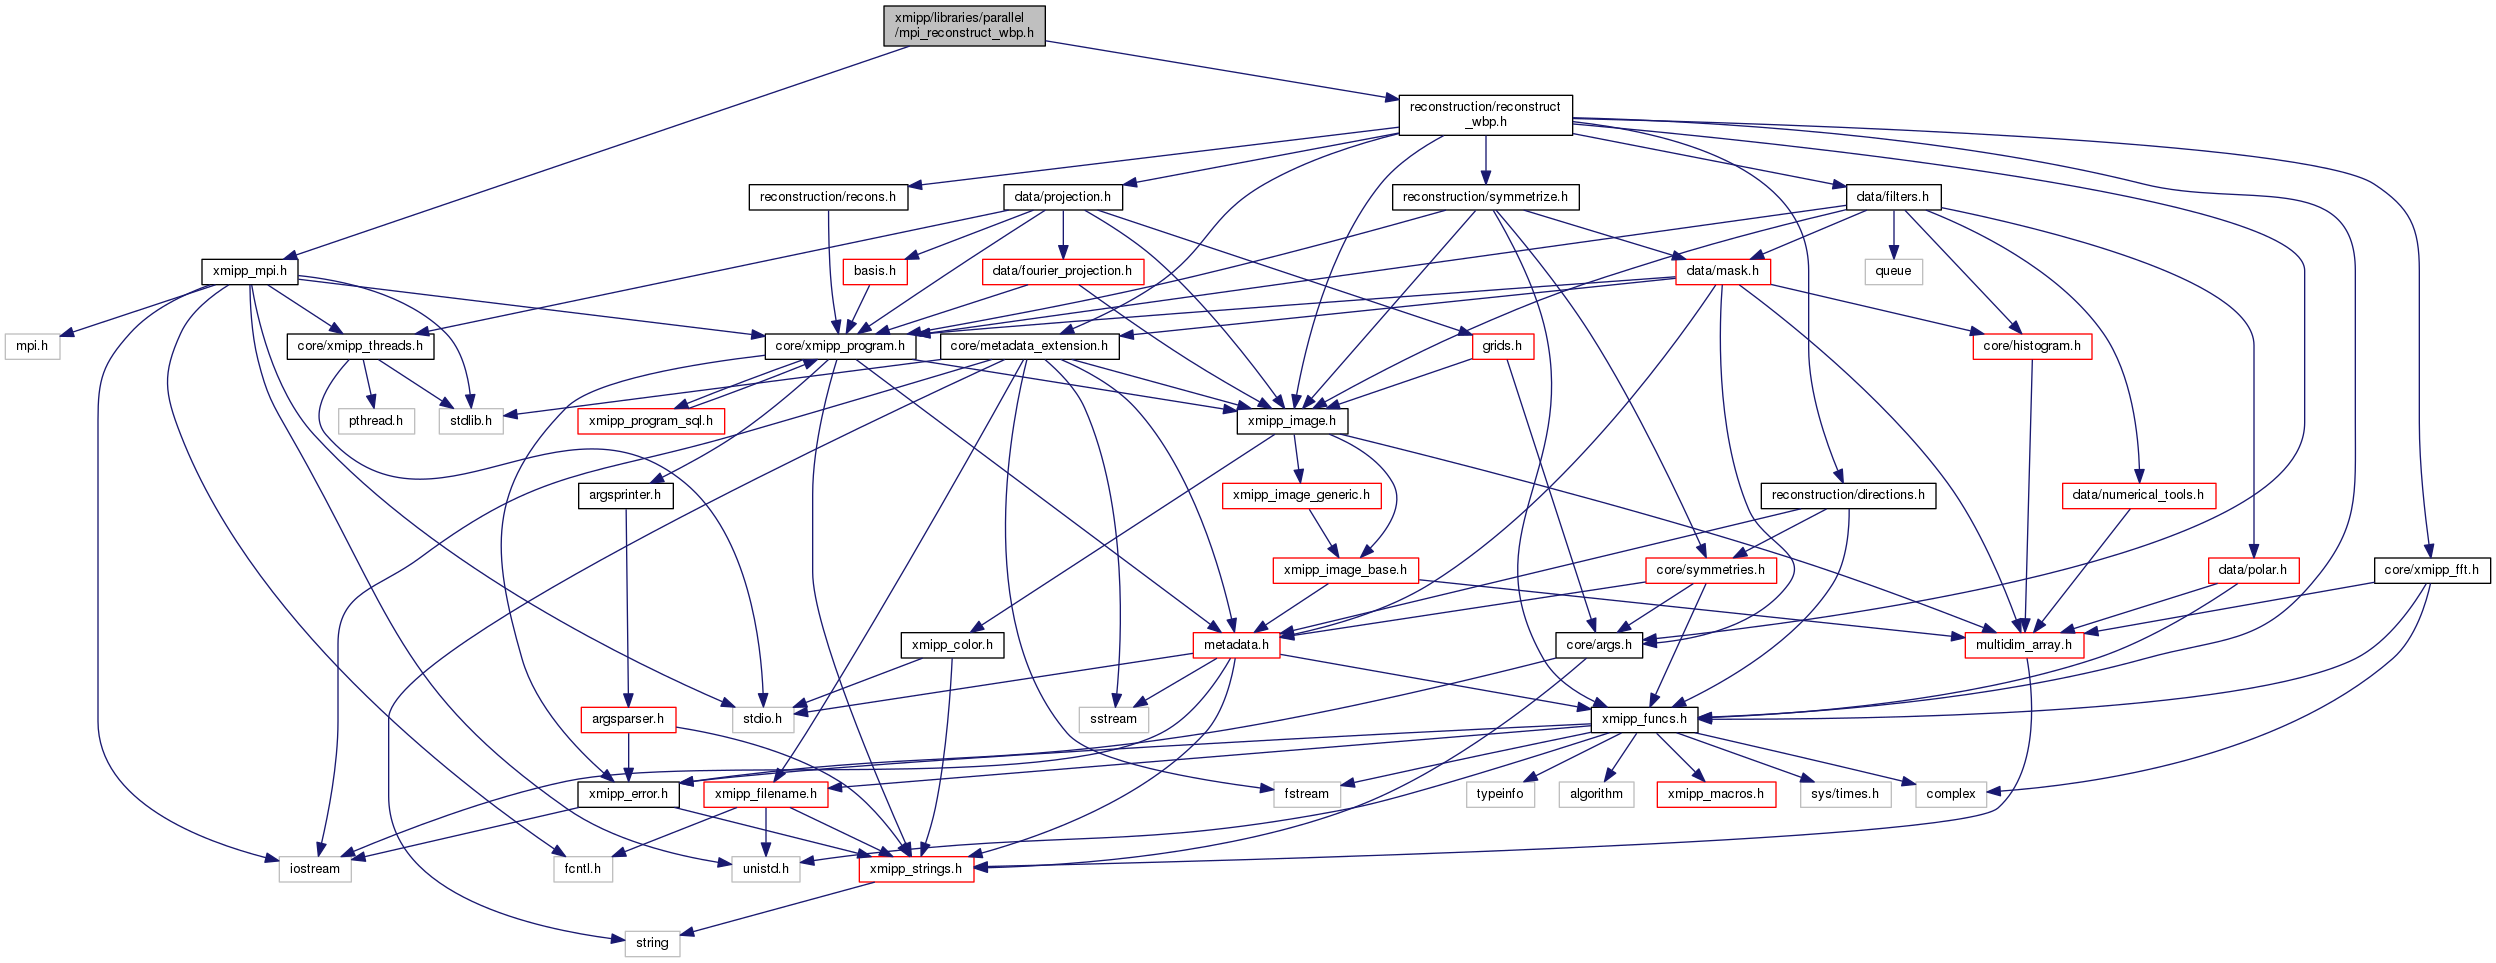 xmipp/libraries/parallel
/mpi_reconstruct_wbp.h
reconstruction/reconstruct
_wbp.h
reconstruction/recons.h
data/projection.h
reconstruction/symmetrize.h
data/filters.h
xmipp_mpi.h
basis.h
data/fourier_projection.h
data/mask.h
queue
mpi.h
core/xmipp_threads.h
core/xmipp_program.h
core/metadata_extension.h
grids.h
core/histogram.h
pthread.h
stdlib.h
xmipp_program_sql.h
xmipp_image.h
argsprinter.h
xmipp_image_generic.h
reconstruction/directions.h
data/numerical_tools.h
xmipp_image_base.h
core/symmetries.h
data/polar.h
core/xmipp_fft.h
xmipp_color.h
metadata.h
core/args.h
multidim_array.h
argsparser.h
stdio.h
sstream
xmipp_funcs.h
xmipp_error.h
xmipp_filename.h
fstream
typeinfo
algorithm
xmipp_macros.h
sys/times.h
complex
iostream
fcntl.h
unistd.h
xmipp_strings.h
string